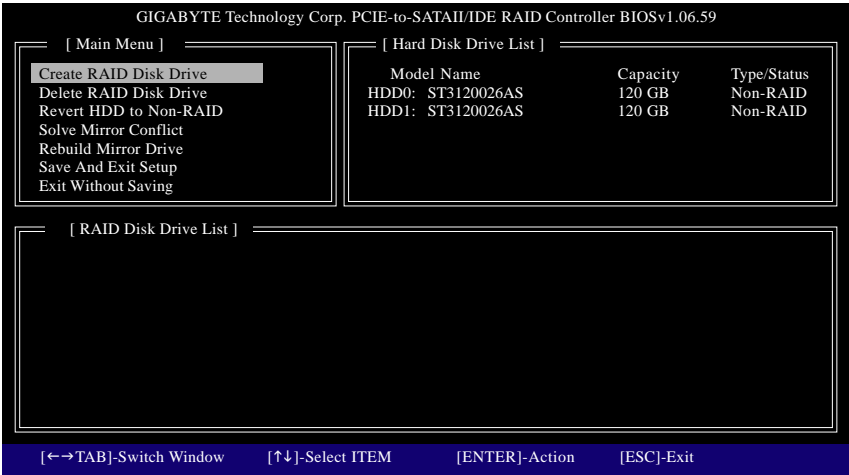 GIGABYTE Technology Corp. PCIE-to-SATAII/IDE RAID Controller BIOSv1.06.59
[ Main Menu ]
Create RAID Disk Drive
Delete RAID Disk Drive
Revert HDD to Non-RAID
Solve Mirror Conflict
Rebuild Mirror Drive
Save And Exit Setup
Exit Without Saving
[ Hard Disk Drive List ]
Model Name Capacity Type/Status
HDD0: ST3120026AS 120 GB Non-RAID
HDD1: ST3120026AS 120 GB Non-RAID
[ RAID Disk Drive List ]
[←→TAB]-Switch Window [↑↓]-Select ITEM [ENTER]-Action [ESC]-Exit